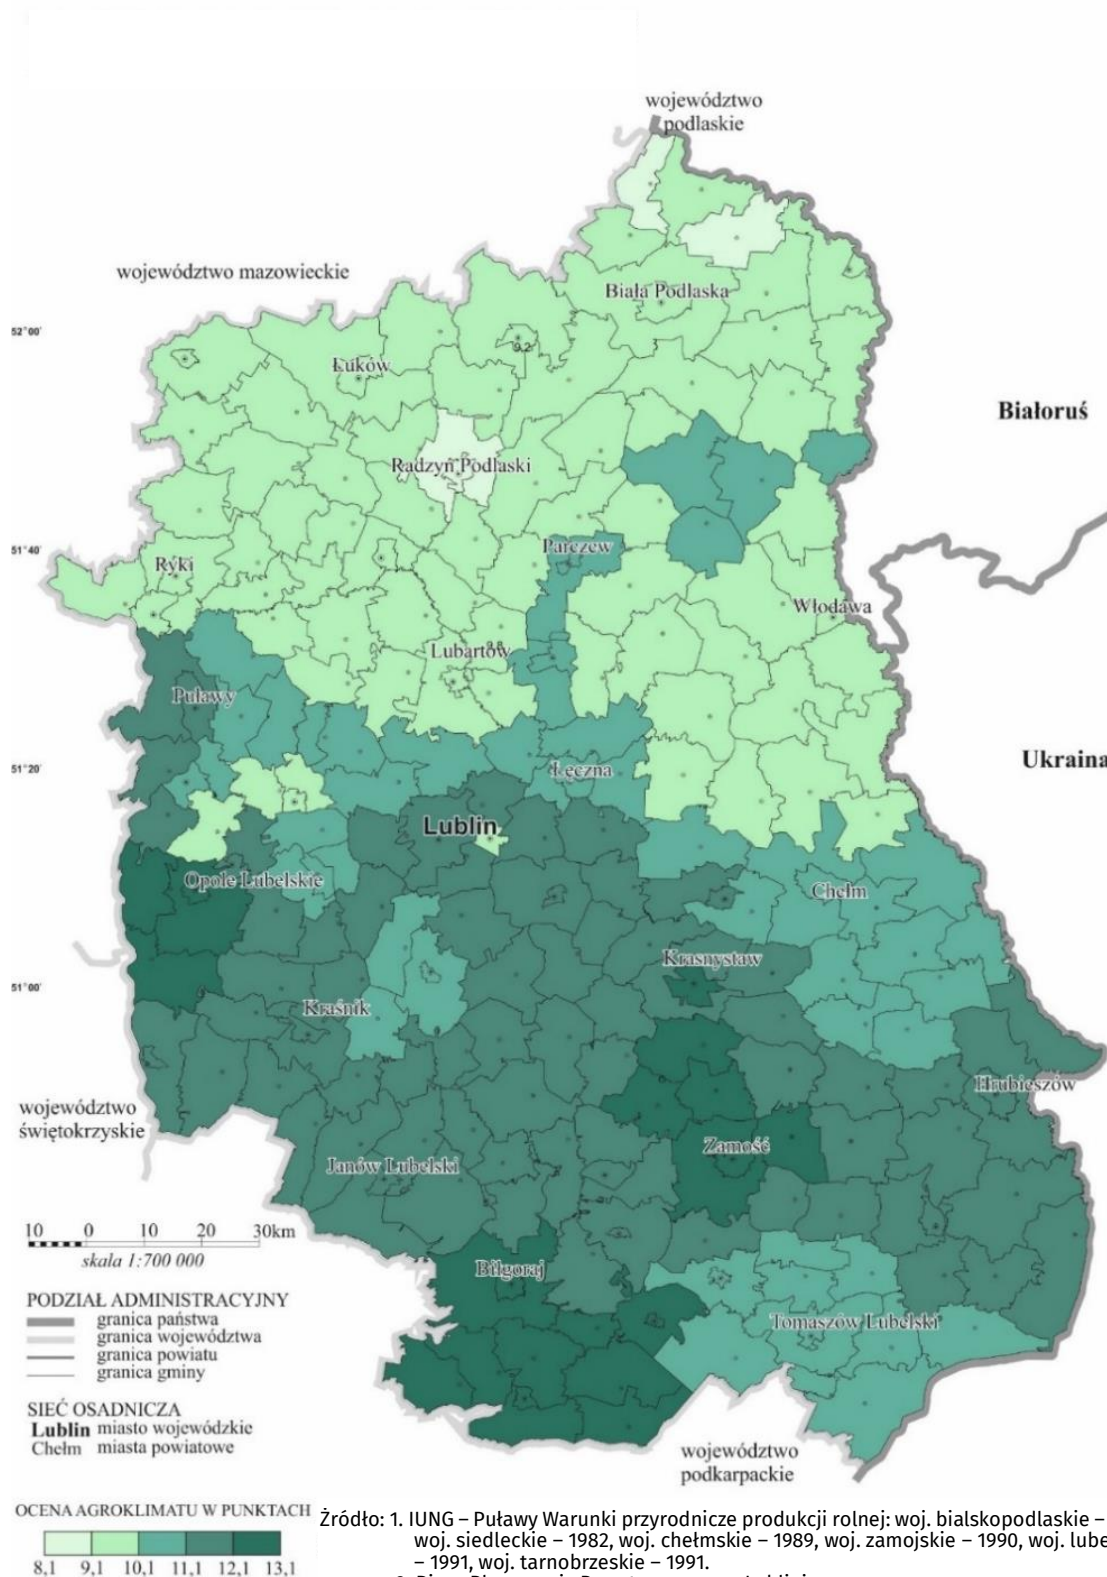 województwo
podlaskie
województwo mazowieckie
Biała Podlaska
52°00'
9,2
Łuków
Białoruś
Radzyń Podlaski
51°40'
Parczew
Ryki
Włodawa
Lubartów
Puławy
51°20'
Łęczna
Ukraina
Lublin
Opole Lubelskie
Chełm
Krasnystaw
51°00'
Kraśnik
Hrubieszów
województwo
świętokrzyskie
Zamość
Janów Lubelski
10 0 10 20 30km
skala 1:700 000
Biłgoraj
PODZIAŁ ADMINISTRACYJNY
granica państwa
granica województwa
granica powiatu
granica gminy
Tomaszów Lubelski
SIEĆ OSADNICZA
Lublin miasto wojewódzkie
Chełm miasta powiatowe
województwo
podkarpackie
OCENA AGROKLIMATU W PUNKTACH
8,1 9,1 10,1 11,1 12,1 13,1
Źródło: 1. IUNG – Puławy Warunki przyrodnicze produkcji rolnej: woj. bialskopodlaskie –
woj. siedleckie – 1982, woj. chełmskie – 1989, woj. zamojskie – 1990, woj. lube
– 1991, woj. tarnobrzeskie – 1991.